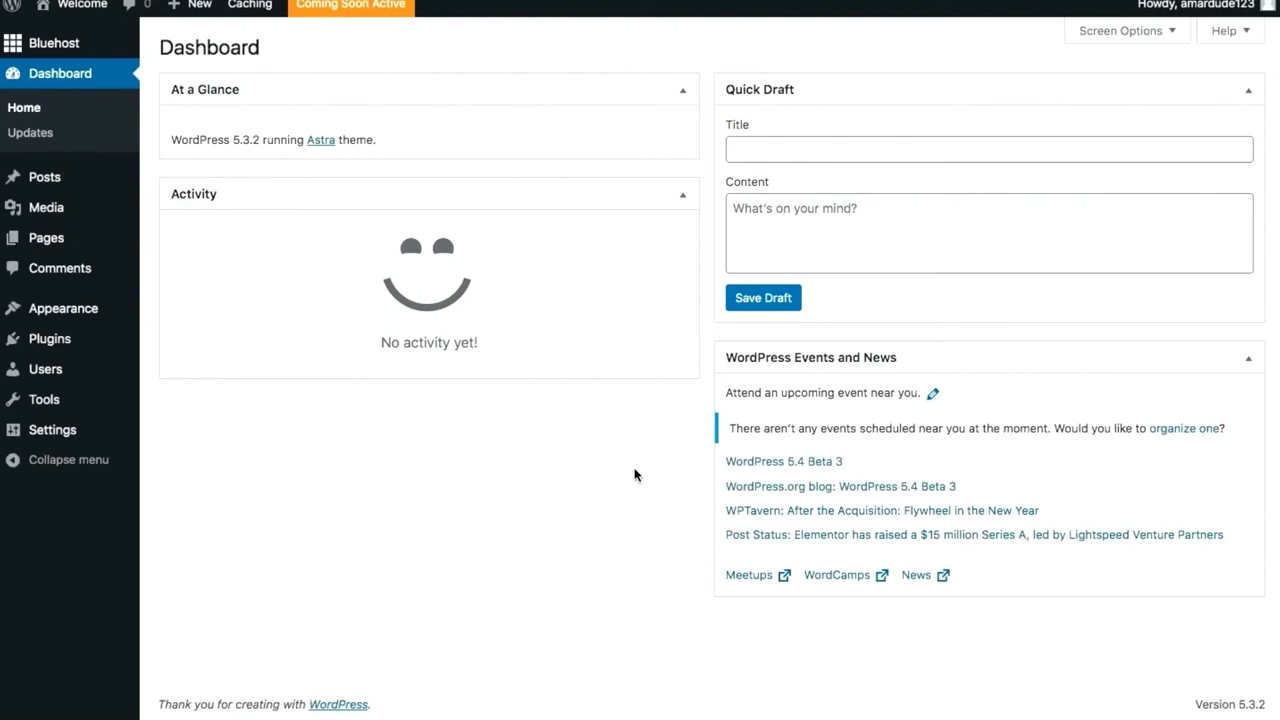 Welcome
0
New
Caching
Coming Soon Active
Howdy, amardude123
Bluehost
Dashboard
Home
Updates
Posts
Media
Pages
Comments
Appearance
Plugins
Users
Tools
Settings
Collapse menu
Dashboard
Screen Options
Help
At a Glance
WordPress 5.3.2 running Astra theme.
Activity
No activity yet!
Quick Draft
Title
Content
What's on your mind?
Save Draft
WordPress Events and News
Attend an upcoming event near you.
There aren't any events scheduled near you at the moment. Would you like to organize one?
WordPress 5.4 Beta 3
WordPress.org blog: WordPress 5.4 Beta 3
WPTavern: After the Acquisition: Flywheel in the New Year
Post Status: Elementor has raised a $15 million Series A, led by Lightspeed Venture Partners
Meetups
WordCamps
News
Thank you for creating with WordPress.
Version 5.3.2